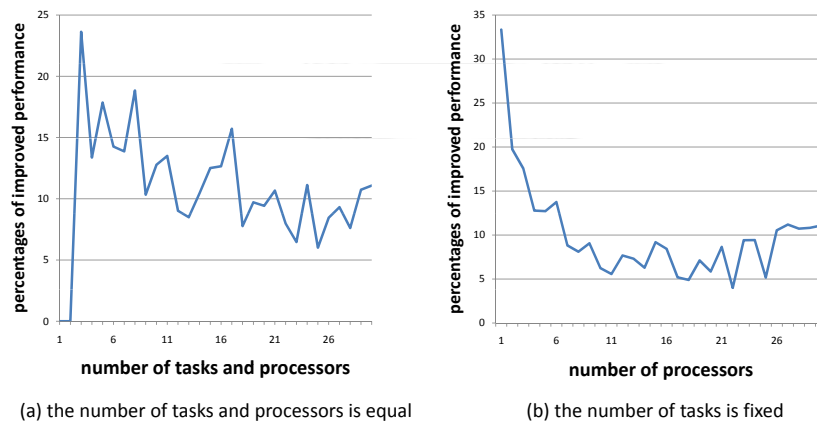 percentages of improved performance
25
20
15
10
5
0
1 6 11 16 21 26
number of tasks and processors
(a) the number of tasks and processors is equal
percentages of improved performance
35
30
25
20
15
10
5
0
1 6 11 16 21 26
number of processors
(b) the number of tasks is fixed